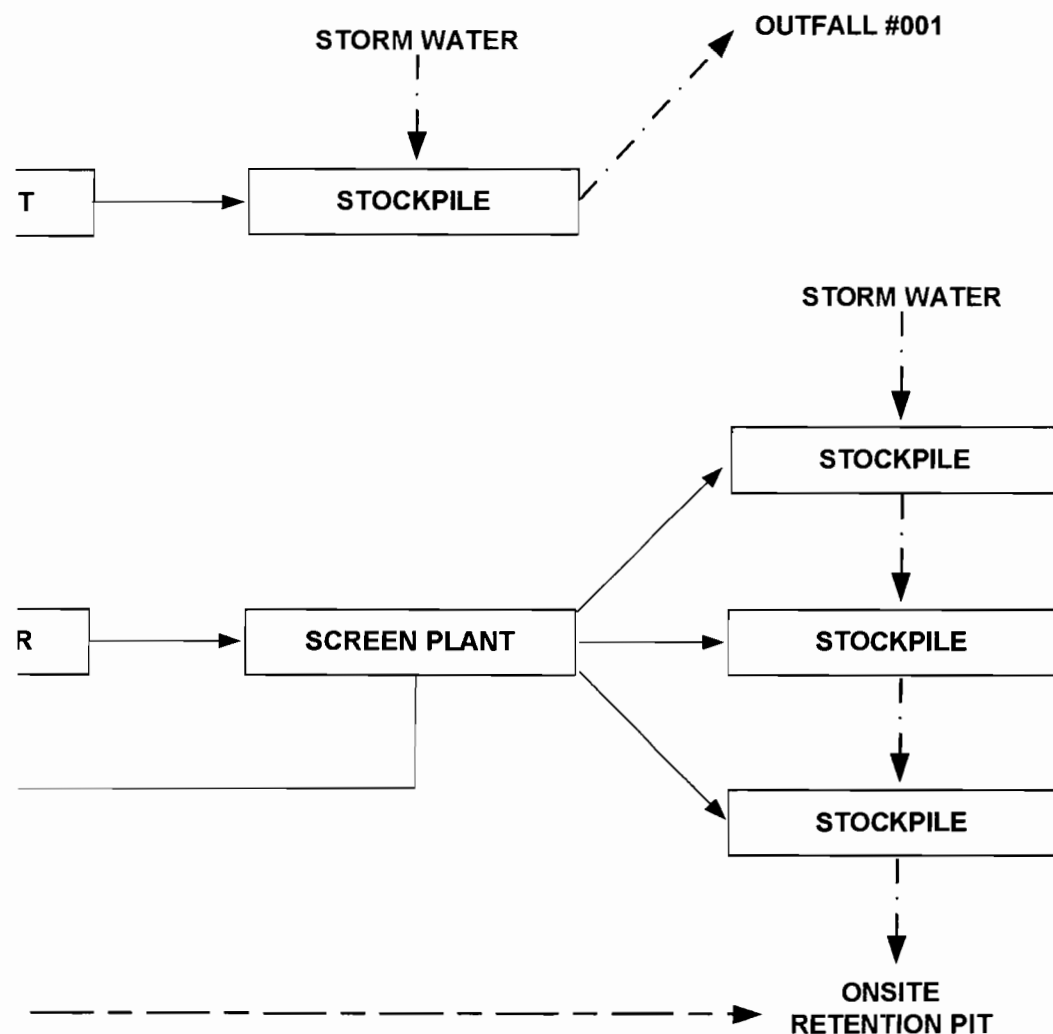 OUTFALL #001
STORM WATER
T
STOCKPILE
STORM WATER
STOCKPILE
R
SCREEN PLANT
STOCKPILE
STOCKPILE
ONSITE
RETENTION PIT